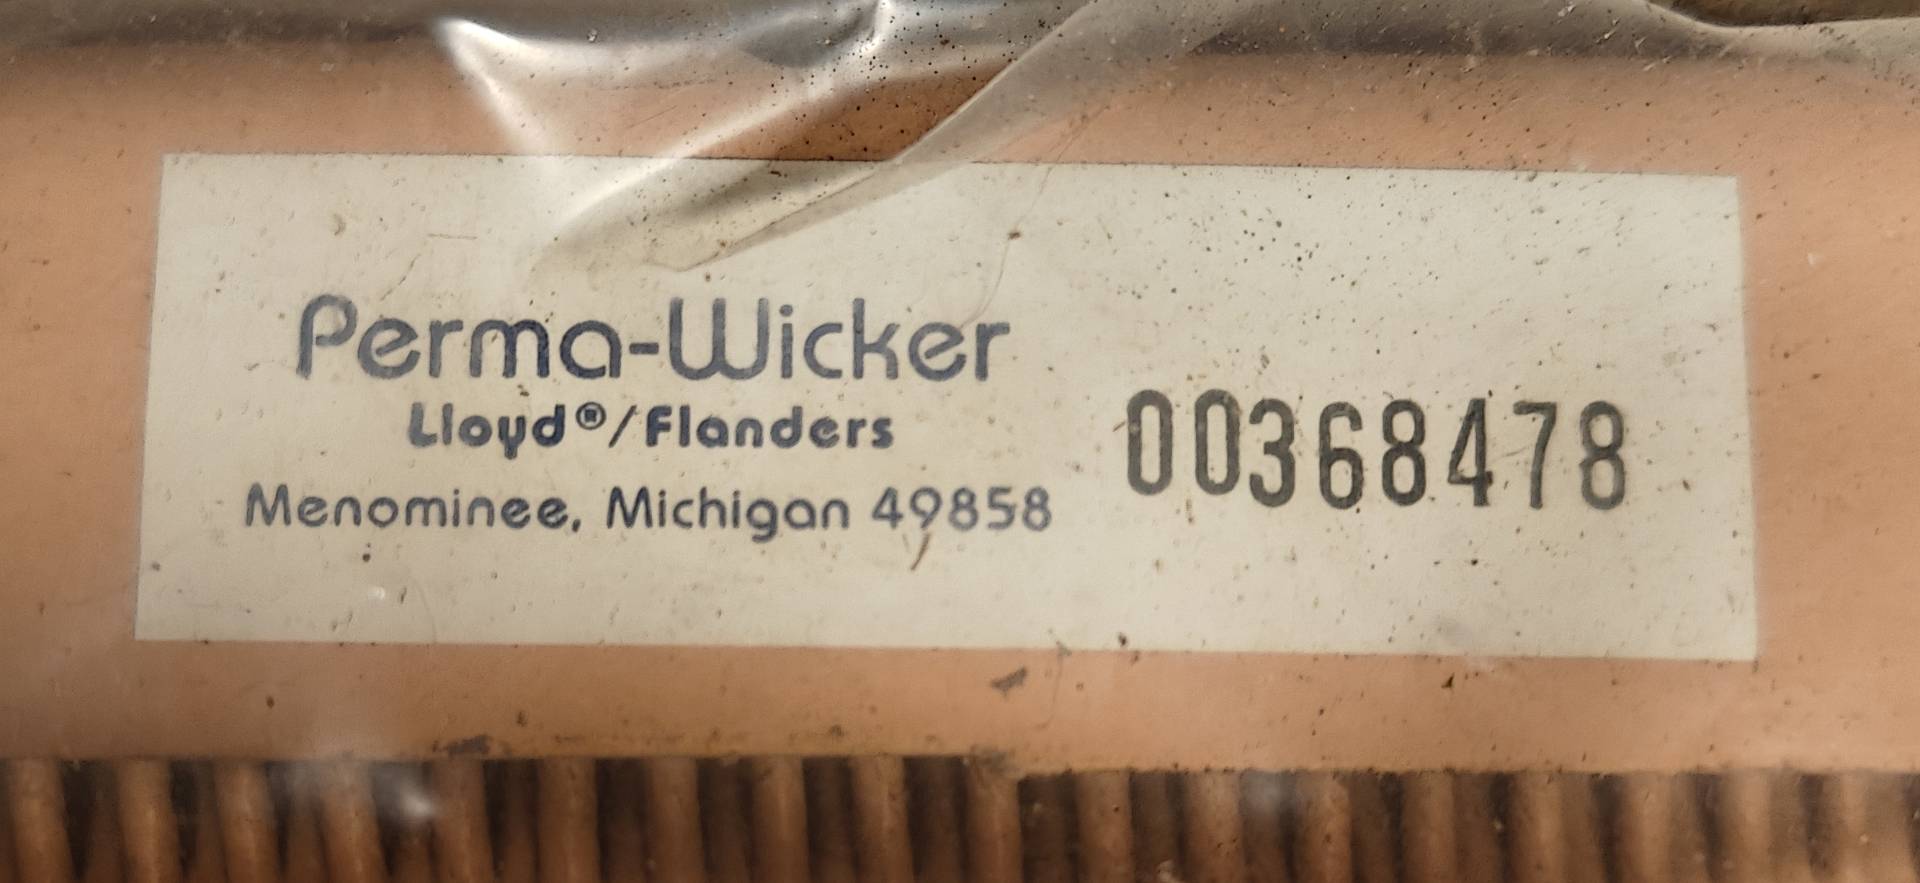 Perma-Wicker
Lloyd®/Flanders
Menominee, Michigan 49858
00368478